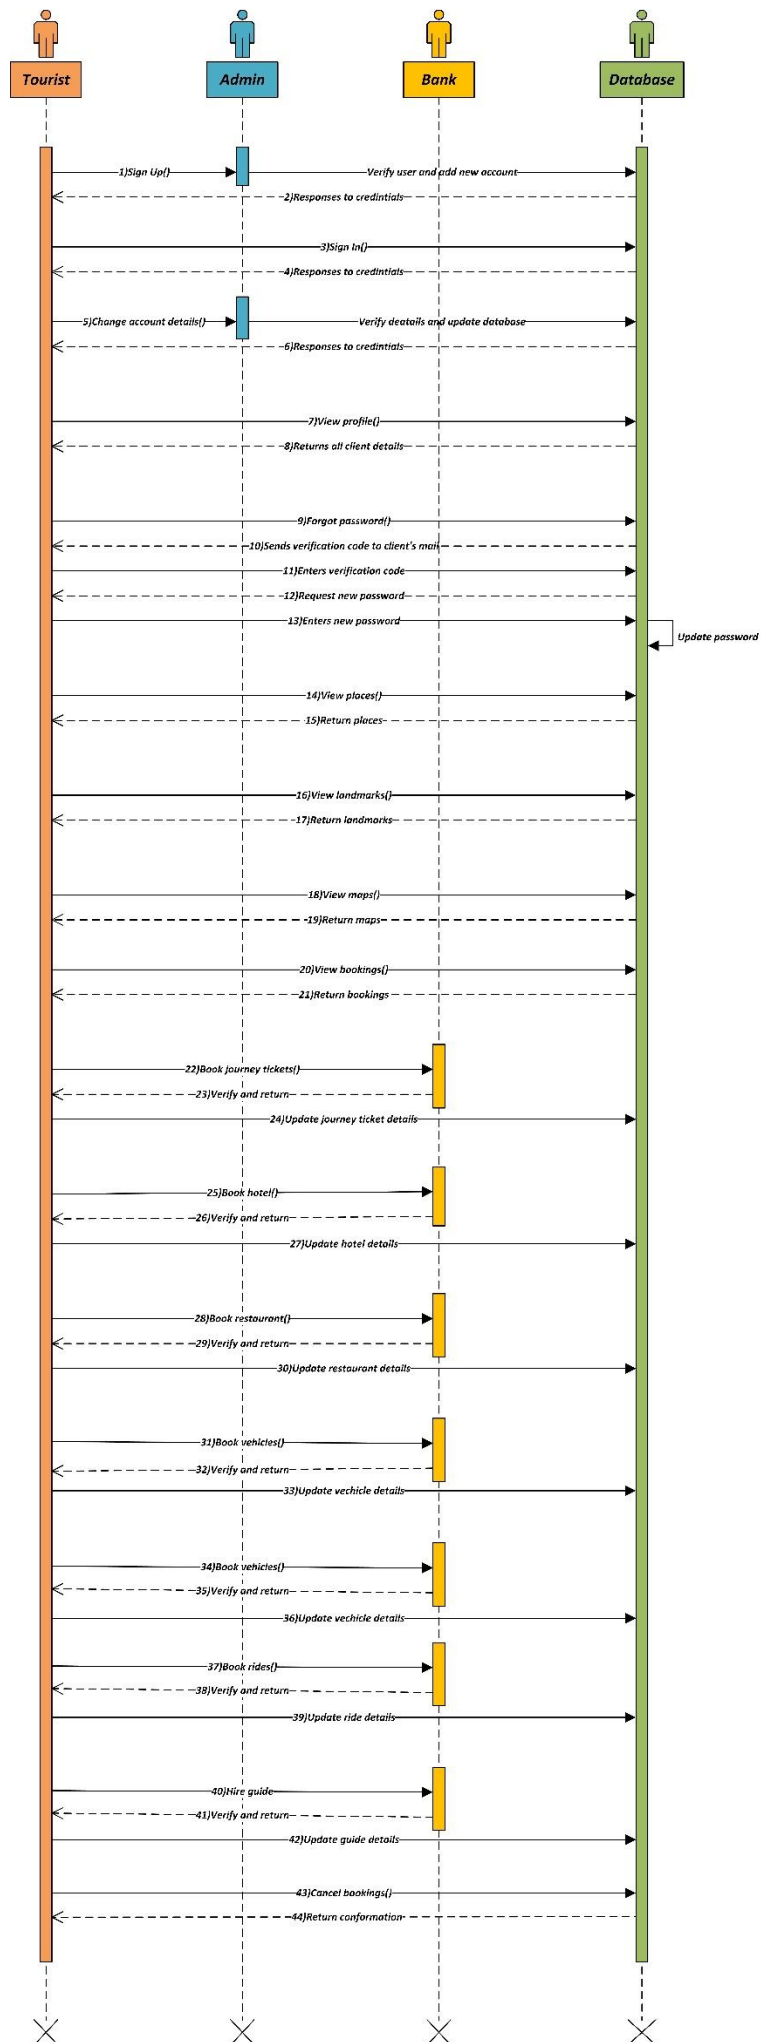 Tourist
Admin
Bank
Database
1)Sign Up()
Verify user and add new account
2)Responses to credintials
3)Sign In()
4)Responses to credintials
5)Change account details()
Verify deatails and update database
6)Responses to credintials
7)View profile()
8)Returns all client details
9)Forgot password()
10)Sends verification code to client's mail
11)Enters verification code
12)Request new password
13)Enters new password
Update password
14)View places()
15)Return places
16)View landmarks()
17)Return landmarks
18)View maps()
19)Return maps
20)View bookings()
21)Return bookings
22)Book journey tickets()
23)Verify and return
24)Update journey ticket details
25)Book hotel()
26)Verify and return
27)Update hotel details
28)Book restaurant()
29)Verify and return
30)Update restaurant details
31)Book vehicles()
32)Verify and return
33)Update vechicle details
34)Book vehicles()
35)Verify and return
36)Update vechicle details
37)Book rides()
38)Verify and return
39)Update ride details
40)Hire guide
41)Verify and return
42)Update guide details
43)Cancel bookings()
44)Return conformation